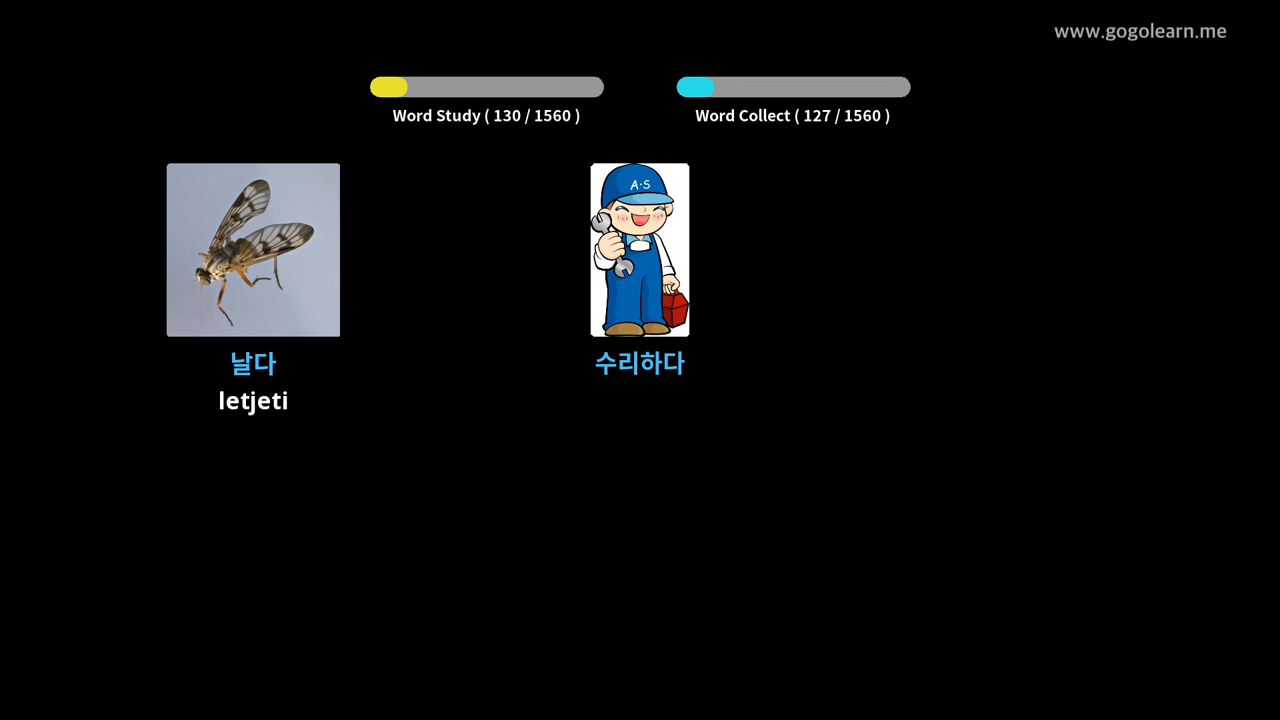 www.gogolearn.me
Word Study ( 130 / 1560 )
Word Collect ( 127 / 1560 )
A·S
날다
letjeti
수리하다